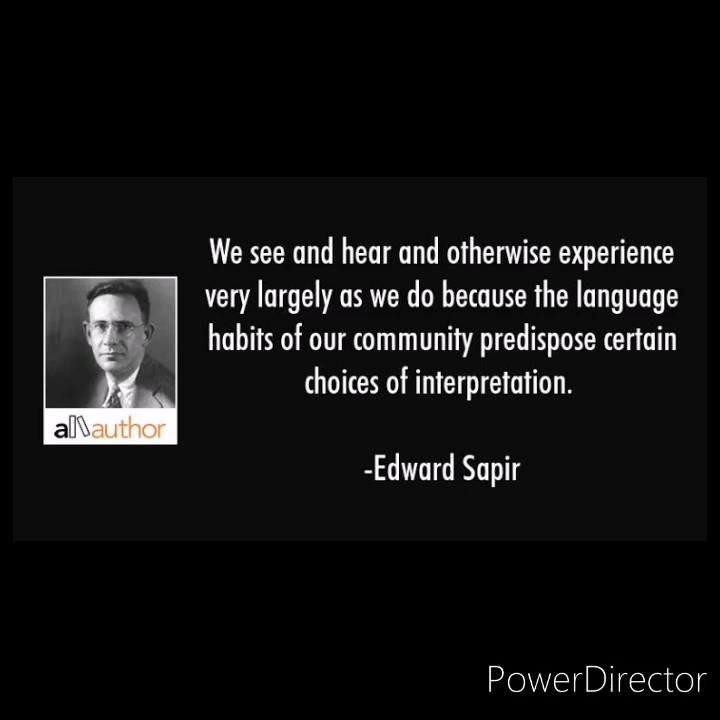 We see and hear and otherwise experience
very largely as we do because the language
habits of our community predispose certain
choices of interpretation.
-Edward Sapir
allauthor
PowerDirector